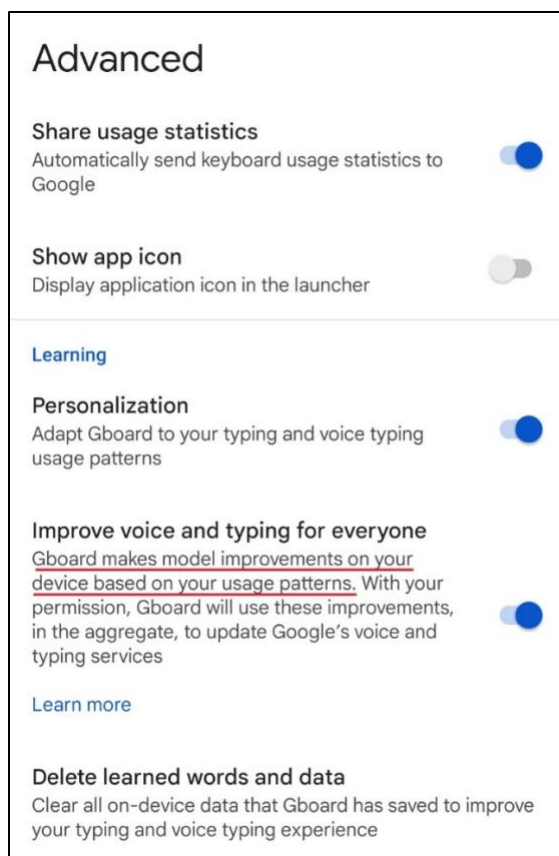 Advanced
Share usage statistics
Automatically send keyboard usage statistics to
Google
Show app icon
Display application icon in the launcher
Learning
Personalization
Adapt Gboard to your typing and voice typing
usage patterns
Improve voice and typing for everyone
Gboard makes model improvements on your
device based on your usage patterns. With your
permission, Gboard will use these improvements,
in the aggregate, to update Google's voice and
typing services
Learn more
Delete learned words and data
Clear all on-device data that Gboard has saved to improve
your typing and voice typing experience